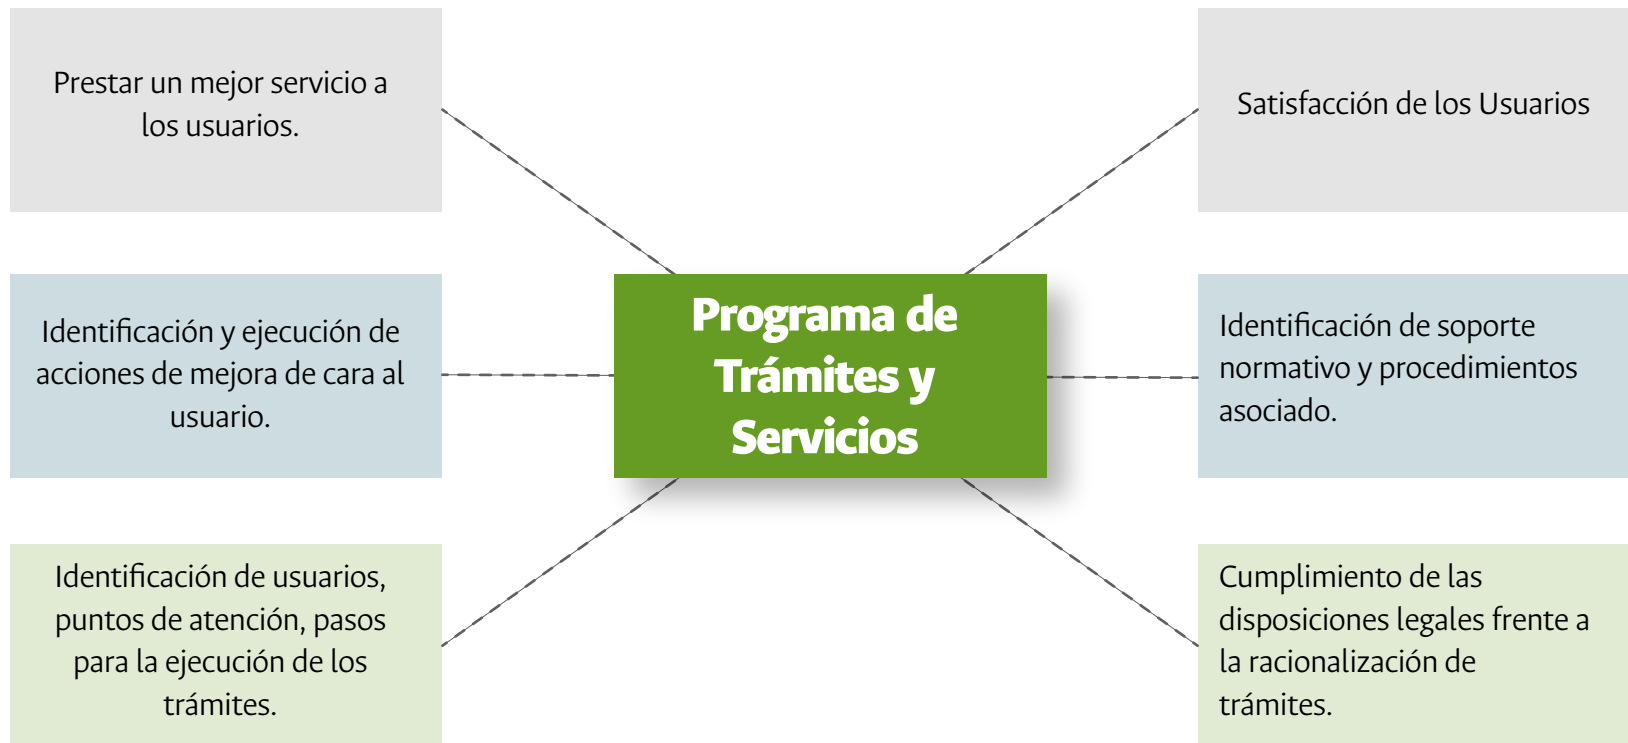 Prestar un mejor servicio a
los usuarios.
Satisfacción de los Usuarios
Identificación y ejecución de
acciones de mejora de cara al
usuario.
Programa de
Trámites y
Servicios
Identificación de soporte
normativo y procedimientos
asociado.
Identificación de usuarios,
puntos de atención, pasos
para la ejecución de los
trámites.
Cumplimiento de las
disposiciones legales frente a
la racionalización de
trámites.